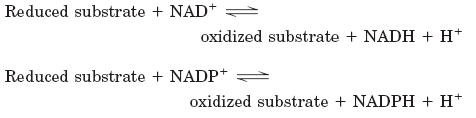 Reduced substrate + NAD⁺ ⇌
oxidized substrate + NADH + H⁺
Reduced substrate + NADP⁺ ⇌
oxidized substrate + NADPH + H⁺